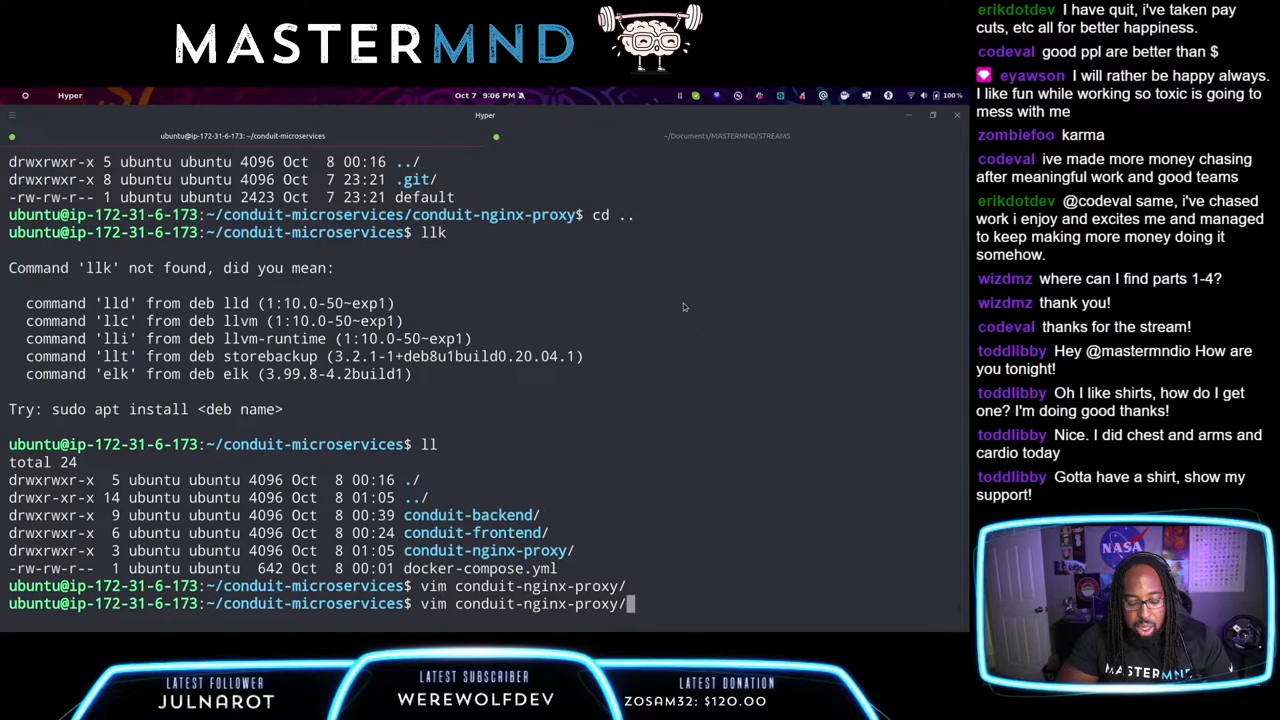 MASTERMND
Hyper
Oct 7 9:06 PM
100%
Hyper
ubuntu@ip-172-31-6-173: ~/conduit-microservices
~/Documents/MASTERMND/STREAMS
drwxrwxr-x 5 ubuntu ubuntu 4096 Oct 8 00:16 ../
drwxrwxr-x 8 ubuntu ubuntu 4096 Oct 7 23:21 .git/
-rw-rw-r-- 1 ubuntu ubuntu 2423 Oct 7 23:21 default
ubuntu@ip-172-31-6-173:~/conduit-microservices/conduit-nginx-proxy$ cd ..
ubuntu@ip-172-31-6-173:~/conduit-microservices$ llk
Command 'llk' not found, did you mean:
command 'lld' from deb lld (1:10.0-50~exp1)
command 'llc' from deb llvm (1:10.0-50~exp1)
command 'lli' from deb llvm-runtime (1:10.0-50~exp1)
command 'llt' from deb storebackup (3.2.1-1+deb8u1build0.20.04.1)
command 'elk' from deb elk (3.99.8-4.2build1)
Try: sudo apt install <deb name>
ubuntu@ip-172-31-6-173:~/conduit-microservices$ ll
total 24
drwxrwxr-x 5 ubuntu ubuntu 4096 Oct 8 00:16 ./
drwxr-xr-x 14 ubuntu ubuntu 4096 Oct 8 01:05 ../
drwxrwxr-x 9 ubuntu ubuntu 4096 Oct 8 00:39 conduit-backend/
drwxrwxr-x 6 ubuntu ubuntu 4096 Oct 8 00:24 conduit-frontend/
drwxrwxr-x 3 ubuntu ubuntu 4096 Oct 8 01:05 conduit-nginx-proxy/
-rw-rw-r-- 1 ubuntu ubuntu 642 Oct 8 00:01 docker-compose.yml
ubuntu@ip-172-31-6-173:~/conduit-microservices$ vim conduit-nginx-proxy/
ubuntu@ip-172-31-6-173:~/conduit-microservices$ vim conduit-nginx-proxy/
erikdotdev I have quit, i've taken pay
cuts, etc all for better happiness.
codeval good ppl are better than $
eyawson I will rather be happy always.
I like fun while working so toxic is going to
mess with me
zombiefoo karma
codeval ive made more money chasing
after meaningful work and good teams
erikdotdev @codeval same, i've chased
work i enjoy and excites me and managed
to keep making more money doing it
somehow.
wizdmz where can I find parts 1-4?
wizdmz thank you!
codeval thanks for the stream!
toddlibby Hey @mastermndio How are
you tonight!
toddlibby Oh I like shirts, how do I get
one? I'm doing good thanks!
toddlibby Nice. I did chest and arms and
cardio today
toddlibby Gotta have a shirt, show my
support!
NASA
MASTERMND
LATEST FOLLOWER
JULNAROT
LATEST SUBSCRIBER
WEREWOLFDEV
LATEST DONATION
ZOSAM32: $120.00